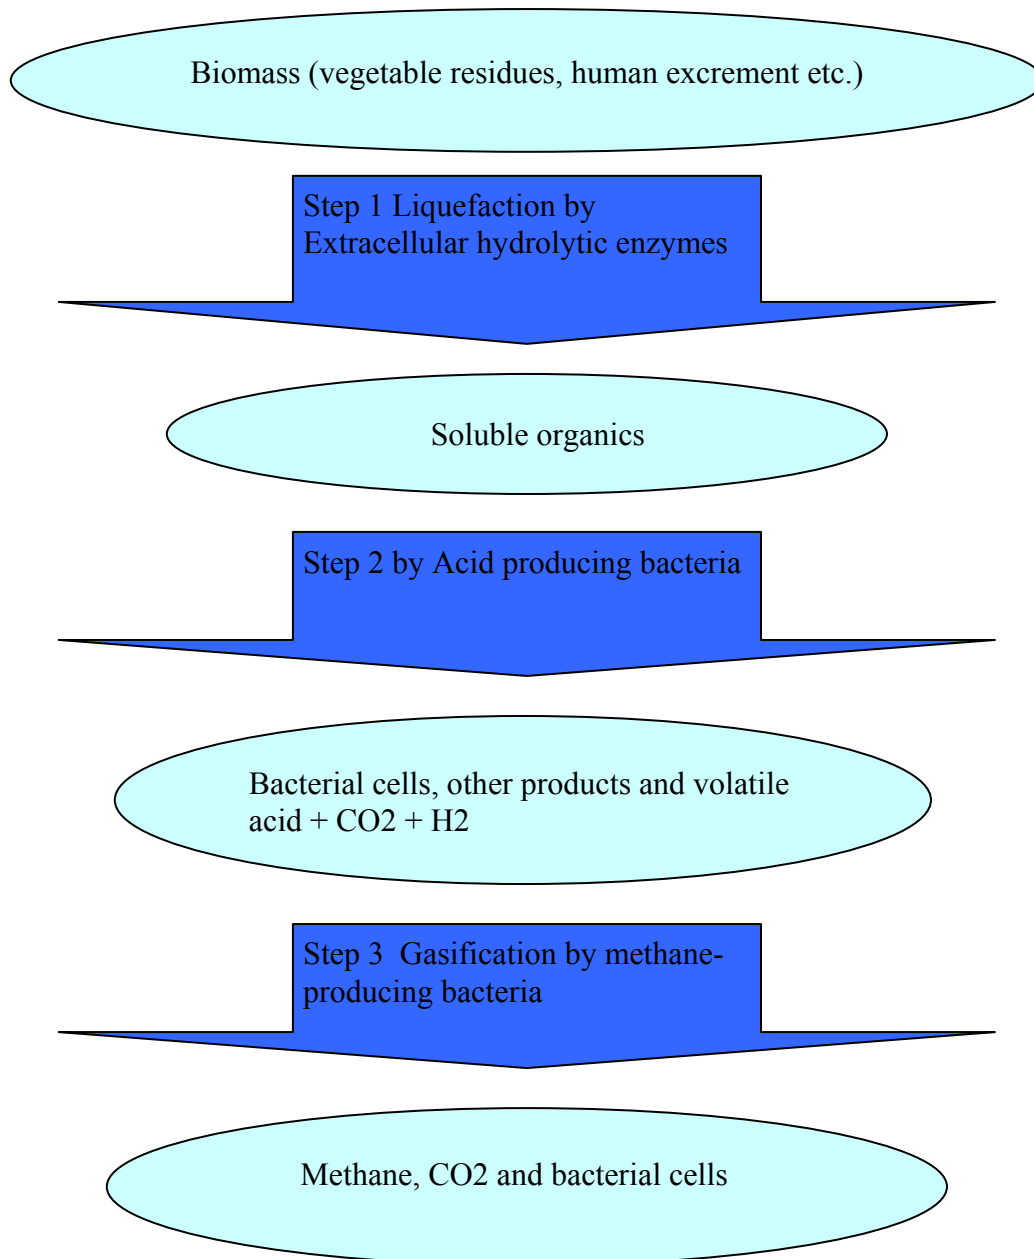 Biomass (vegetable residues, human excrement etc.)
Step 1 Liquefaction by
Extracellular hydrolytic enzymes
Soluble organics
Step 2 by Acid producing bacteria
Bacterial cells, other products and volatile
acid + CO2 + H2
Step 3  Gasification by methane-
producing bacteria
Methane, CO2 and bacterial cells